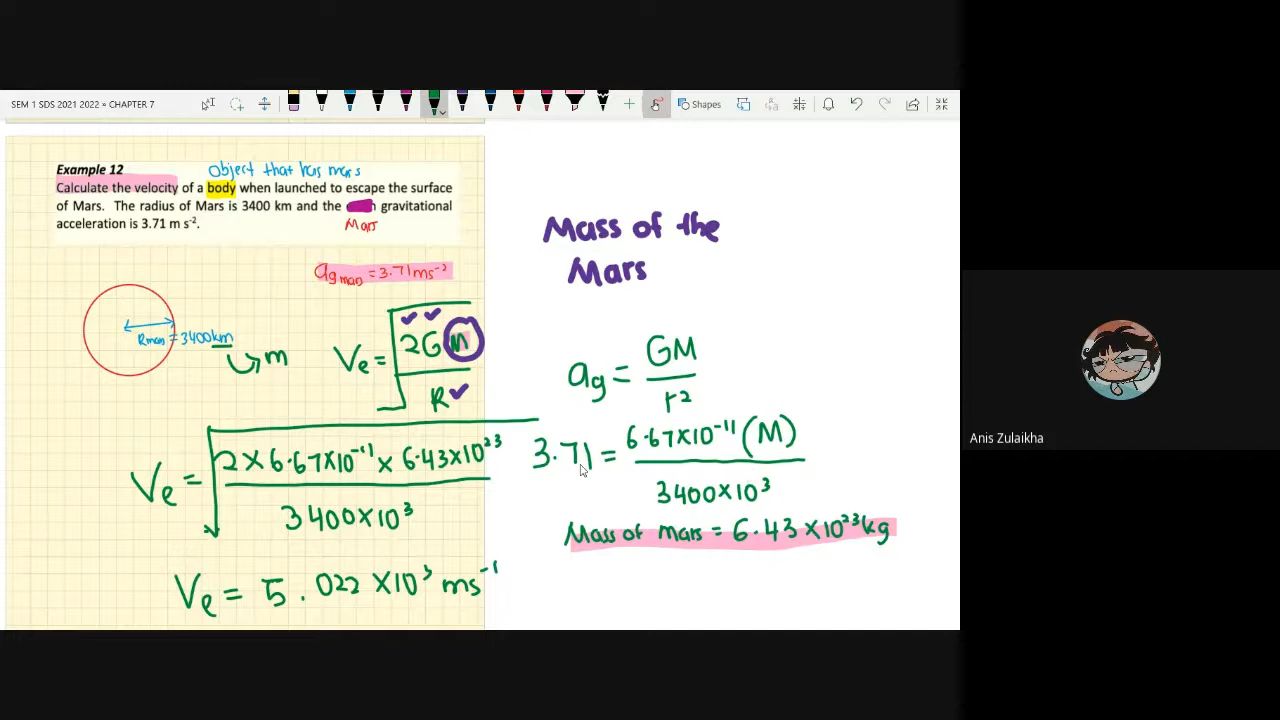 SEM 1 SDS 2021 2022 » CHAPTER 7
Shapes
Example 12
object that has mars
Calculate the velocity of a body when launched to escape the surface
of Mars. The radius of Mars is 3400 km and the h gravitational
Mars
acceleration is 3.71 m s⁻².
ag mars = 3.71 ms⁻²
Rmars = 3400km
m
Ve = √(2GM / R)
Ve = √(2 × 6.67×10⁻¹¹ × 6.43×10²³ / 3400×10³)
Ve = 5.022 ×10³ ms⁻¹
Mass of the
Mars
ag = GM / r²
3.71 = 6.67×10⁻¹¹ (M) / 3400×10³
Mass of mars = 6.43 ×10²³ kg
Anis Zulaikha